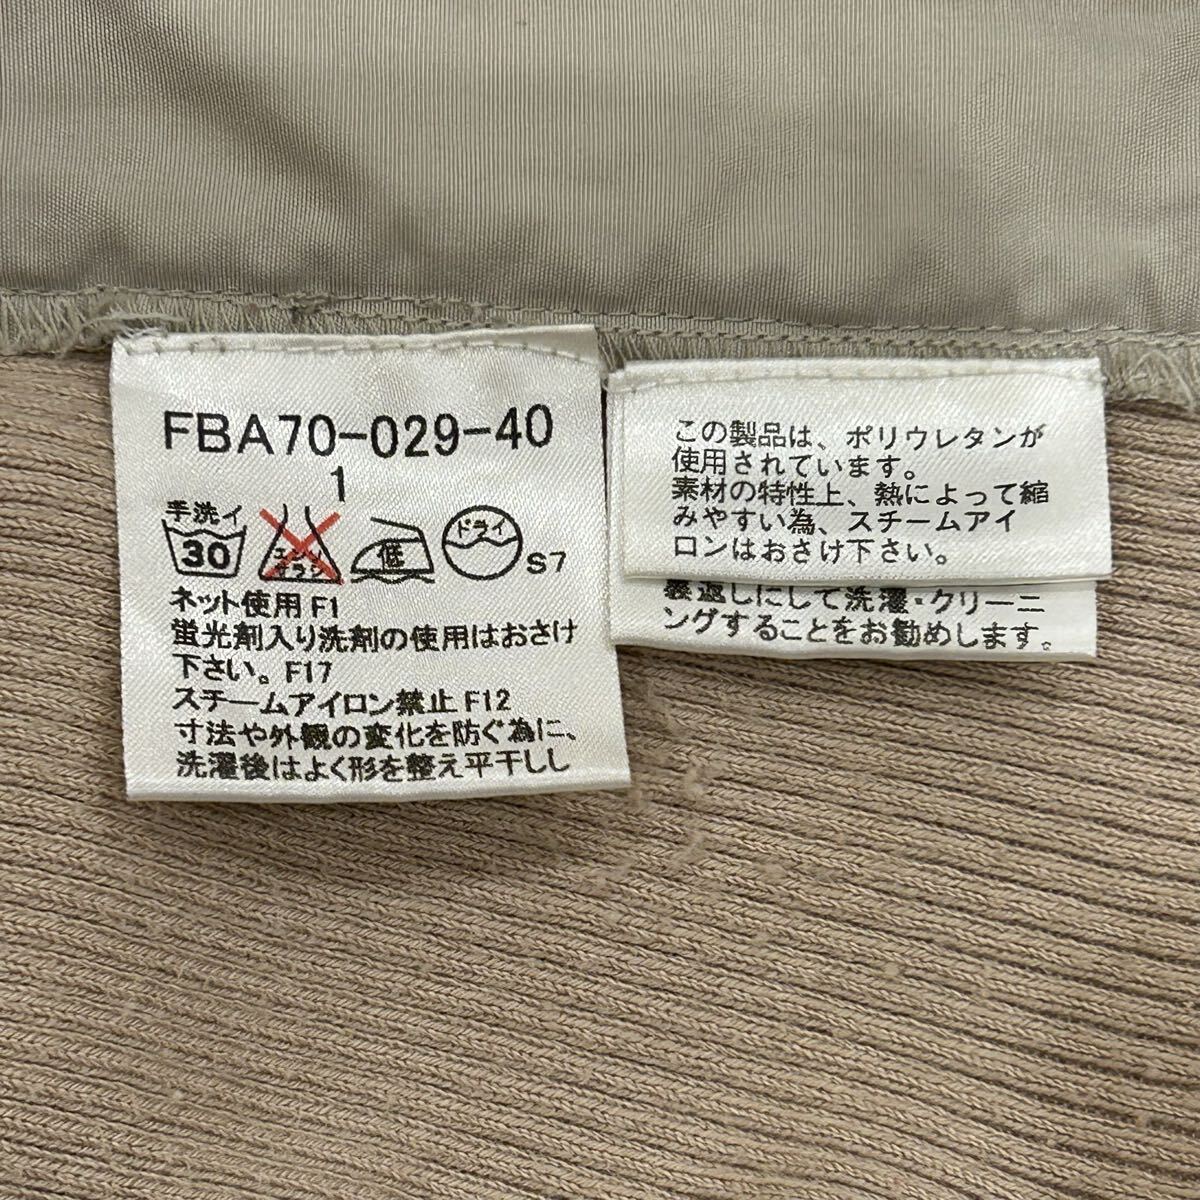 FBA70-029-40
1
手洗イ
30
エンソ
サラシ
低
ドライ
S7
ネット使用 F1
蛍光剤入り洗剤の使用はおさけ
下さい。F17
スチームアイロン禁止 F12
寸法や外観の変化を防ぐ為に、
洗濯後はよく形を整え平干しし
この製品は、ポリウレタンが
使用されています。
素材の特性上、熱によって縮
みやすい為、スチームアイ
ロンはおさけ下さい。
裏返しにして洗濯・クリーニ
ングすることをお勧めします。